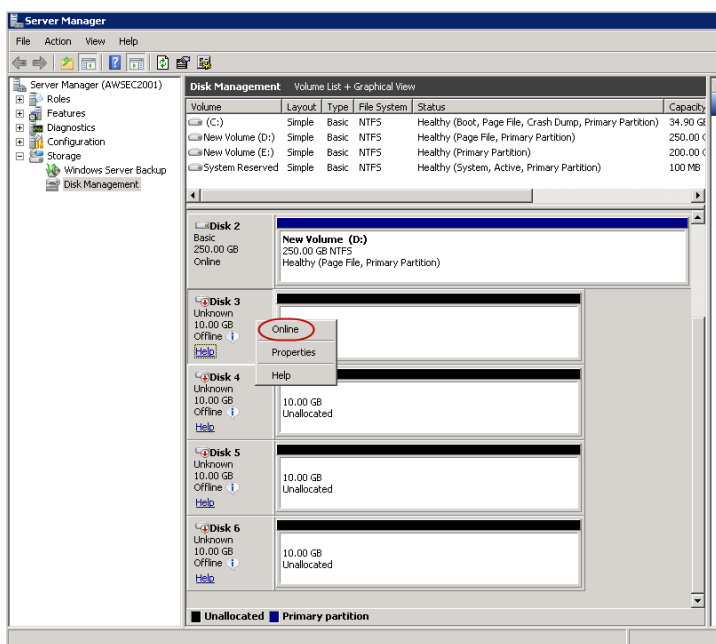 Server Manager
File Action View Help
Server Manager (AWSEC2001)
Roles
Features
Diagnostics
Configuration
Storage
Windows Server Backup
Disk Management
Disk Management Volume List + Graphical View
Volume Layout Type File System Status Capacity
(C:) Simple Basic NTFS Healthy (Boot, Page File, Crash Dump, Primary Partition) 34.90 GB
New Volume (D:) Simple Basic NTFS Healthy (Page File, Primary Partition) 250.00
New Volume (E:) Simple Basic NTFS Healthy (Primary Partition) 200.00
System Reserved Simple Basic NTFS Healthy (System, Active, Primary Partition) 100 MB
Disk 2
Basic
250.00 GB
Online
New Volume (D:)
250.00 GB NTFS
Healthy (Page File, Primary Partition)
Disk 3
Unknown
10.00 GB
Offline
Help
Online
Properties
Help
Disk 4
Unknown
10.00 GB
Offline
Help
10.00 GB
Unallocated
Disk 5
Unknown
10.00 GB
Offline
Help
10.00 GB
Unallocated
Disk 6
Unknown
10.00 GB
Offline
Help
10.00 GB
Unallocated
Unallocated Primary partition